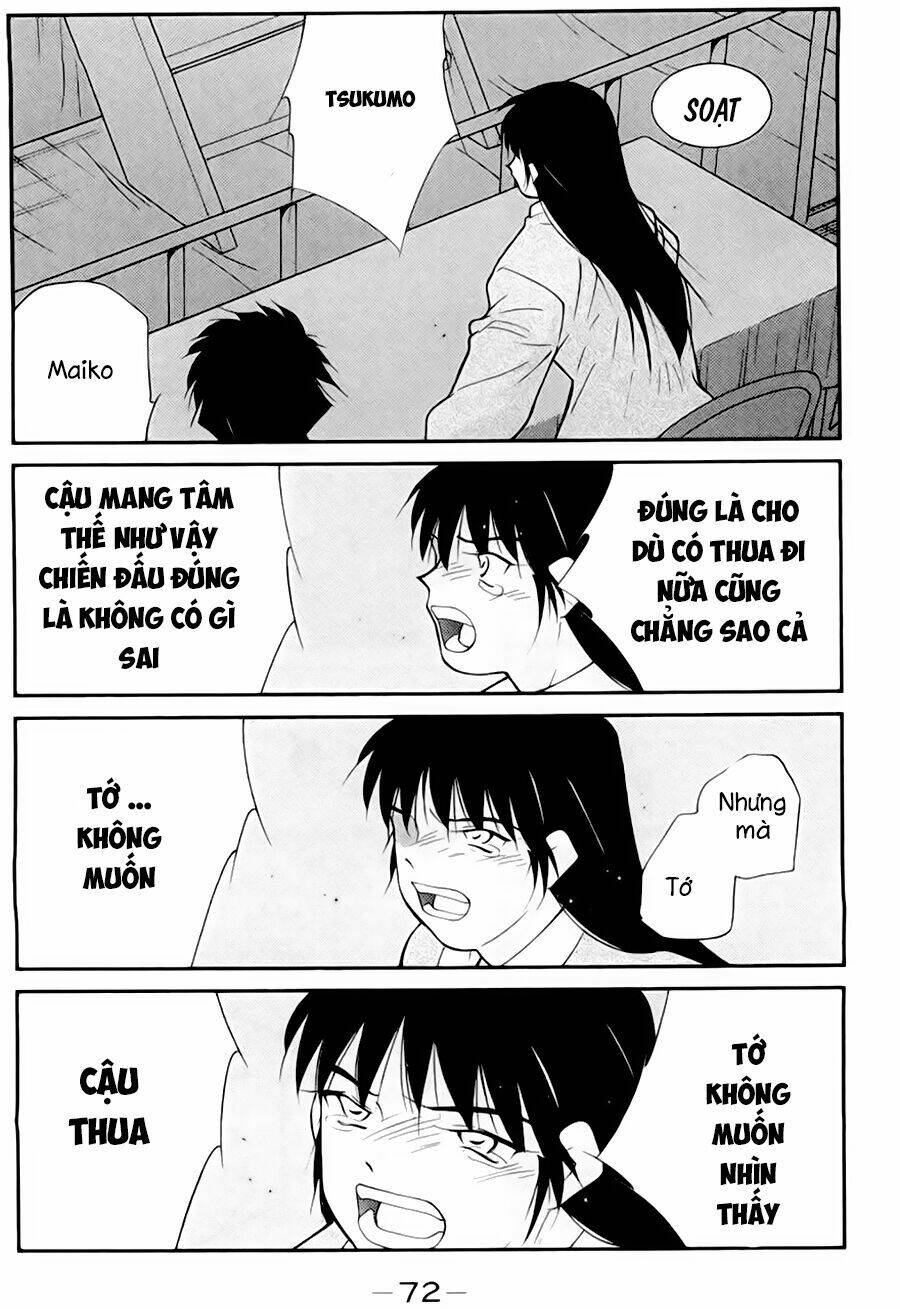 SOẠT
TSUKUMO
Maiko
ĐÚNG LÀ CHO
DÙ CÓ THUA ĐI
NỮA CŨNG
CHẲNG SAO CẢ
CẬU MANG TÂM
THẾ NHƯ VẬY
CHIẾN ĐẤU ĐÚNG
LÀ KHÔNG CÓ GÌ
SAI
Nhưng
mà
Tớ
TỚ ...
KHÔNG
MUỐN
TỚ
KHÔNG
MUỐN
NHÌN
THẤY
CẬU
THUA
—72—